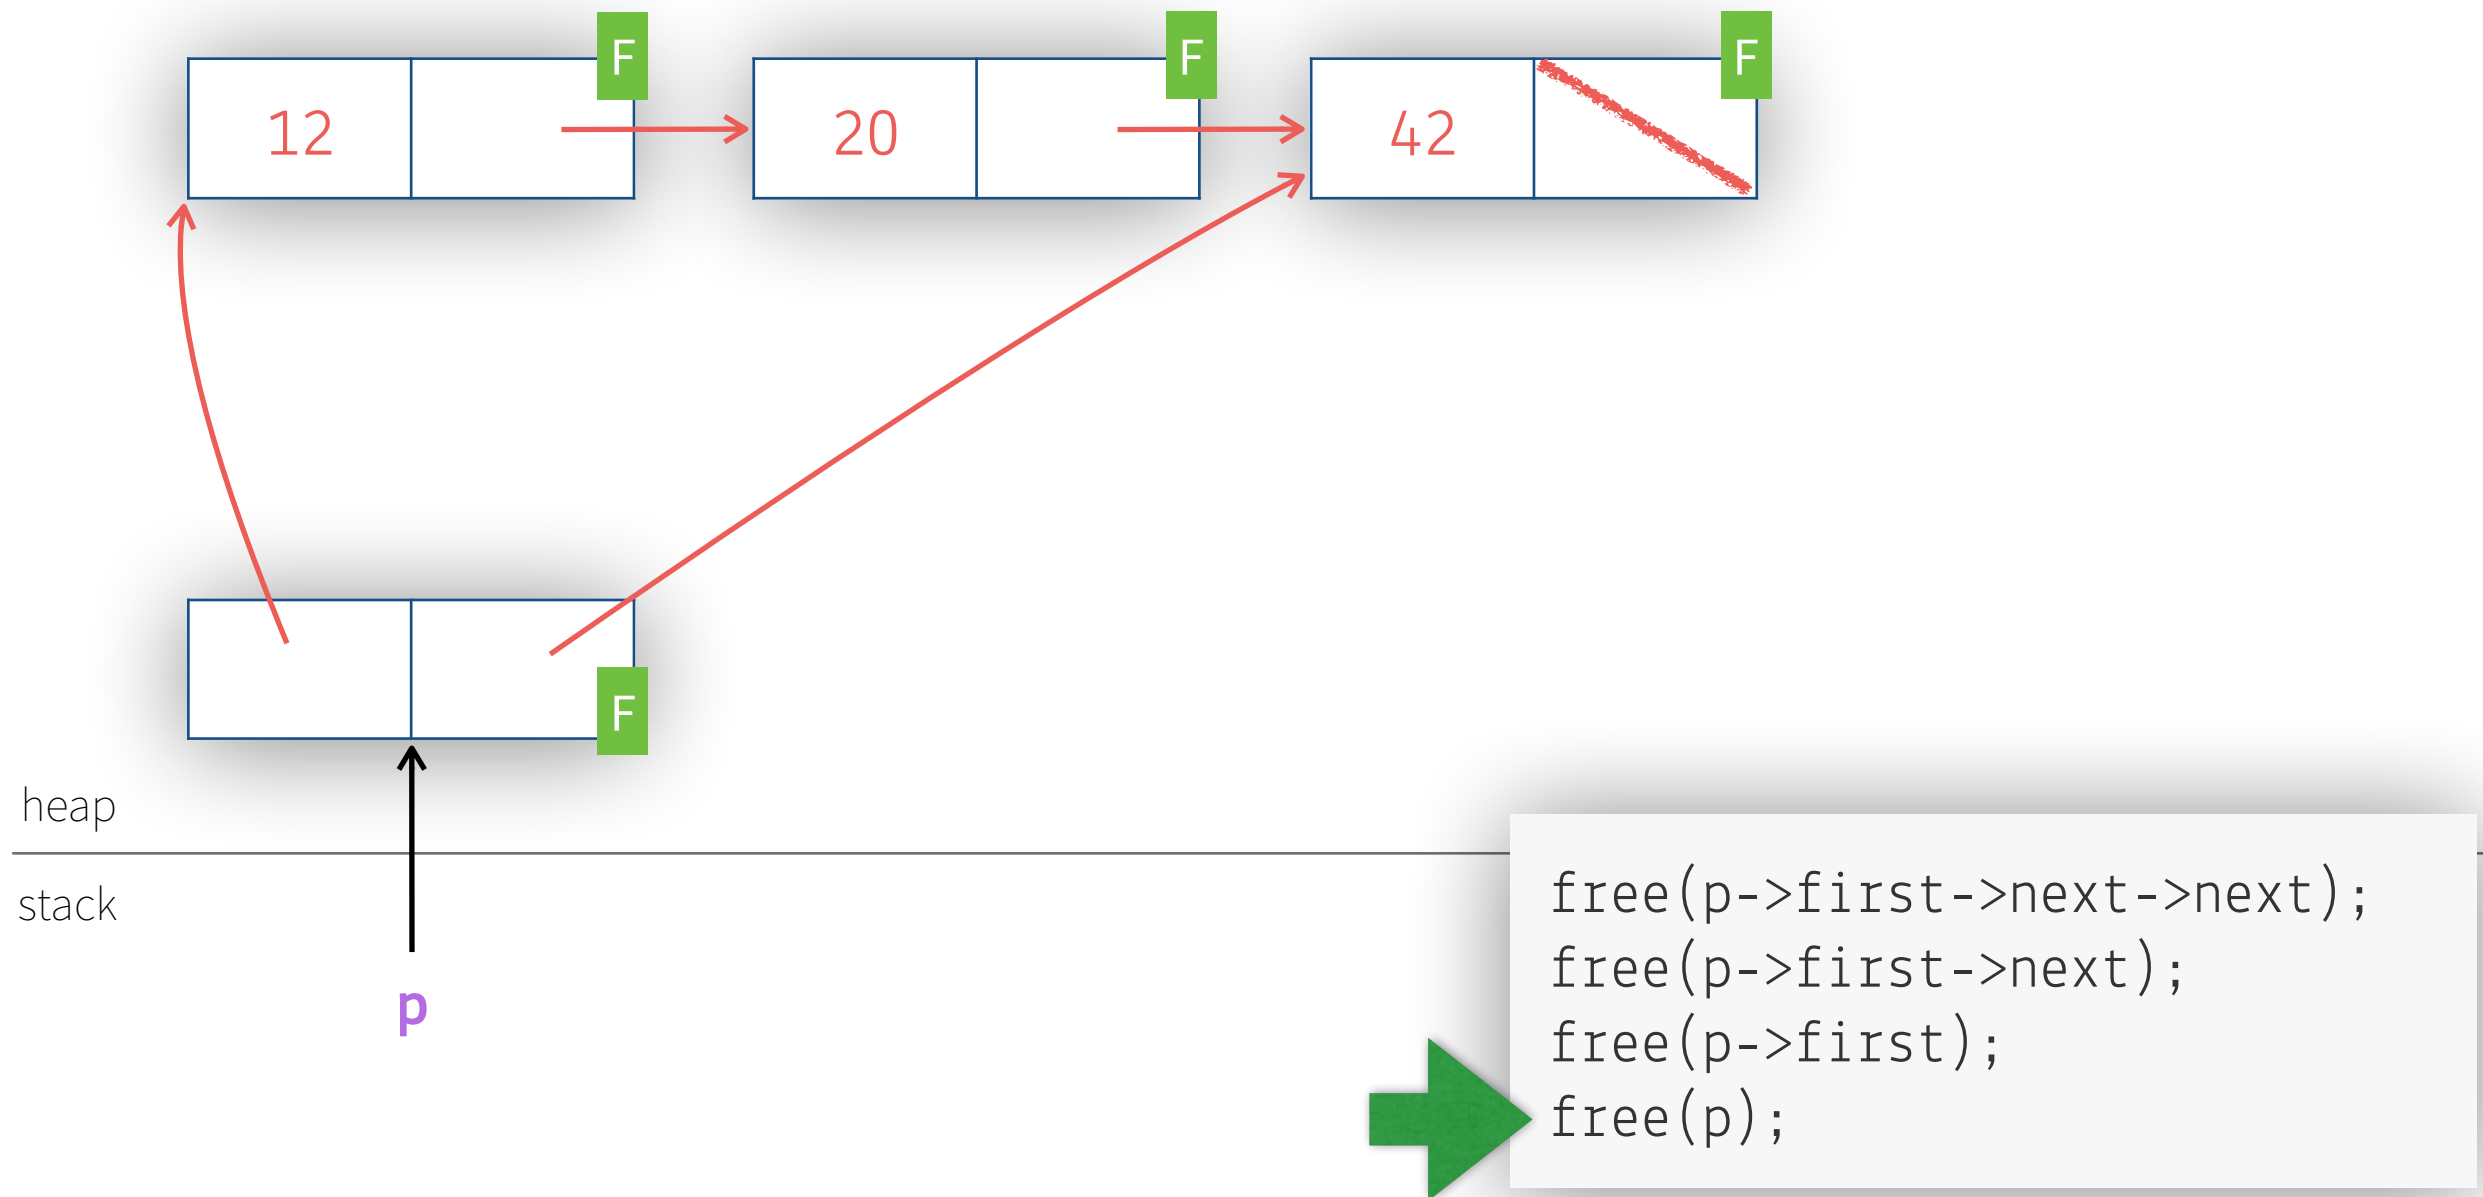 F F F
12 20 42
F
heap
stack
p
free(p->first->next->next);
free(p->first->next);
free(p->first);
free(p);